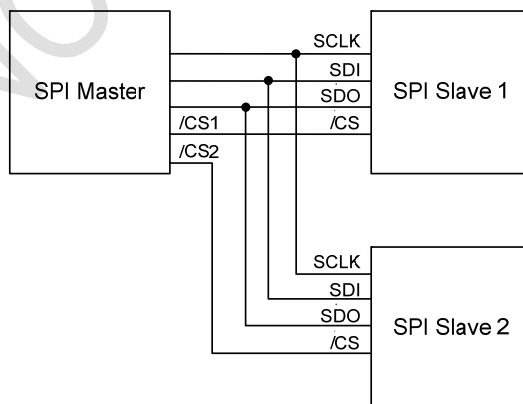 SPI Master
/CS1
/CS2
SCLK
SDI
SDO
/CS
SPI Slave 1
SCLK
SDI
SDO
/CS
SPI Slave 2